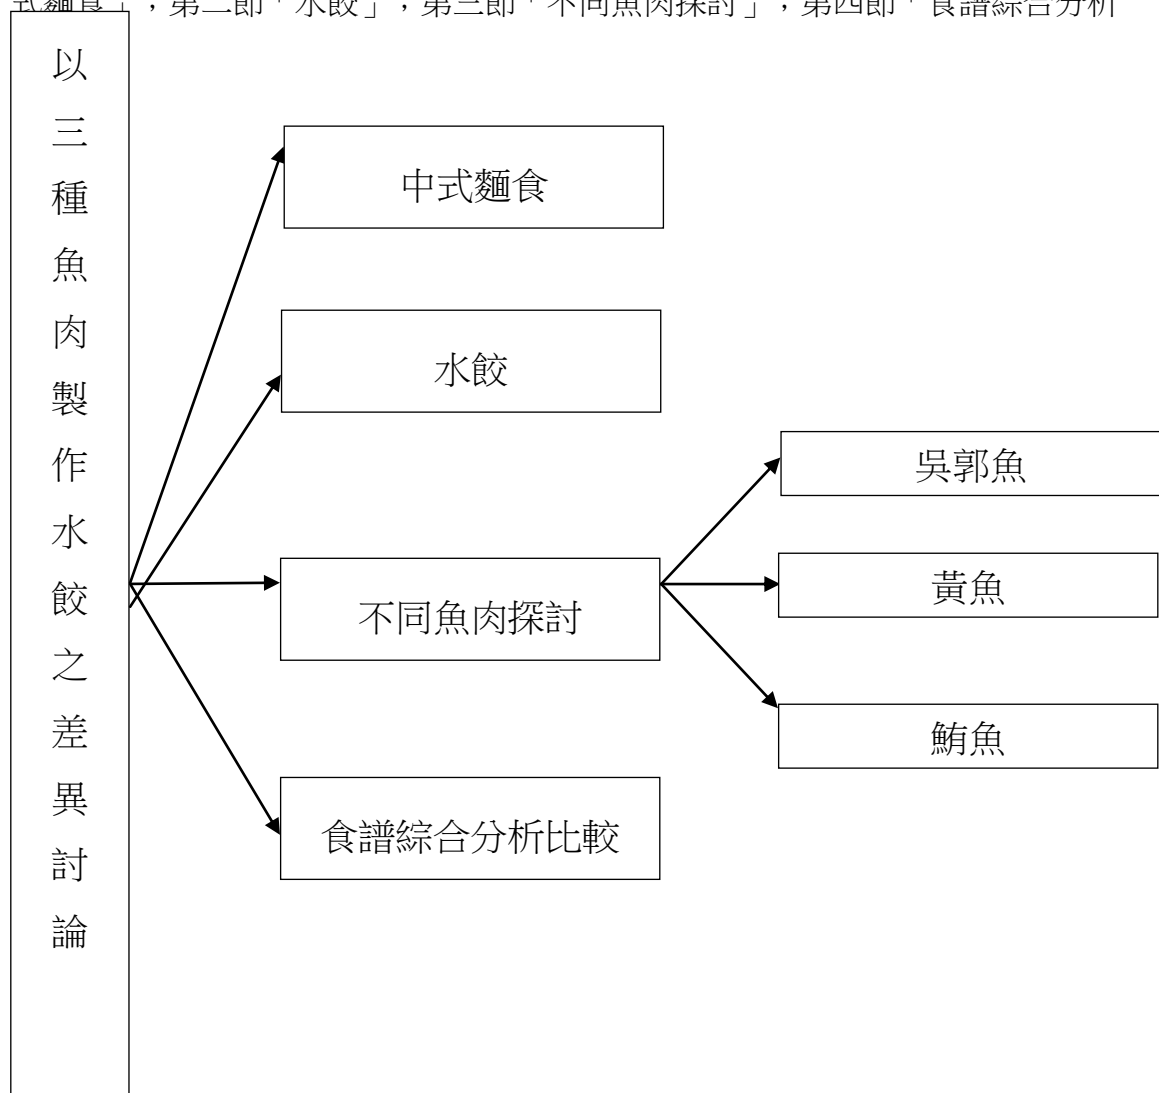 式麵食」，第二節「水餃」，第三節「不同魚肉探討」，第四節「食譜綜合分析
以三種魚肉製作水餃之差異討論
中式麵食
水餃
不同魚肉探討
食譜綜合分析比較
吳郭魚
黃魚
鮪魚